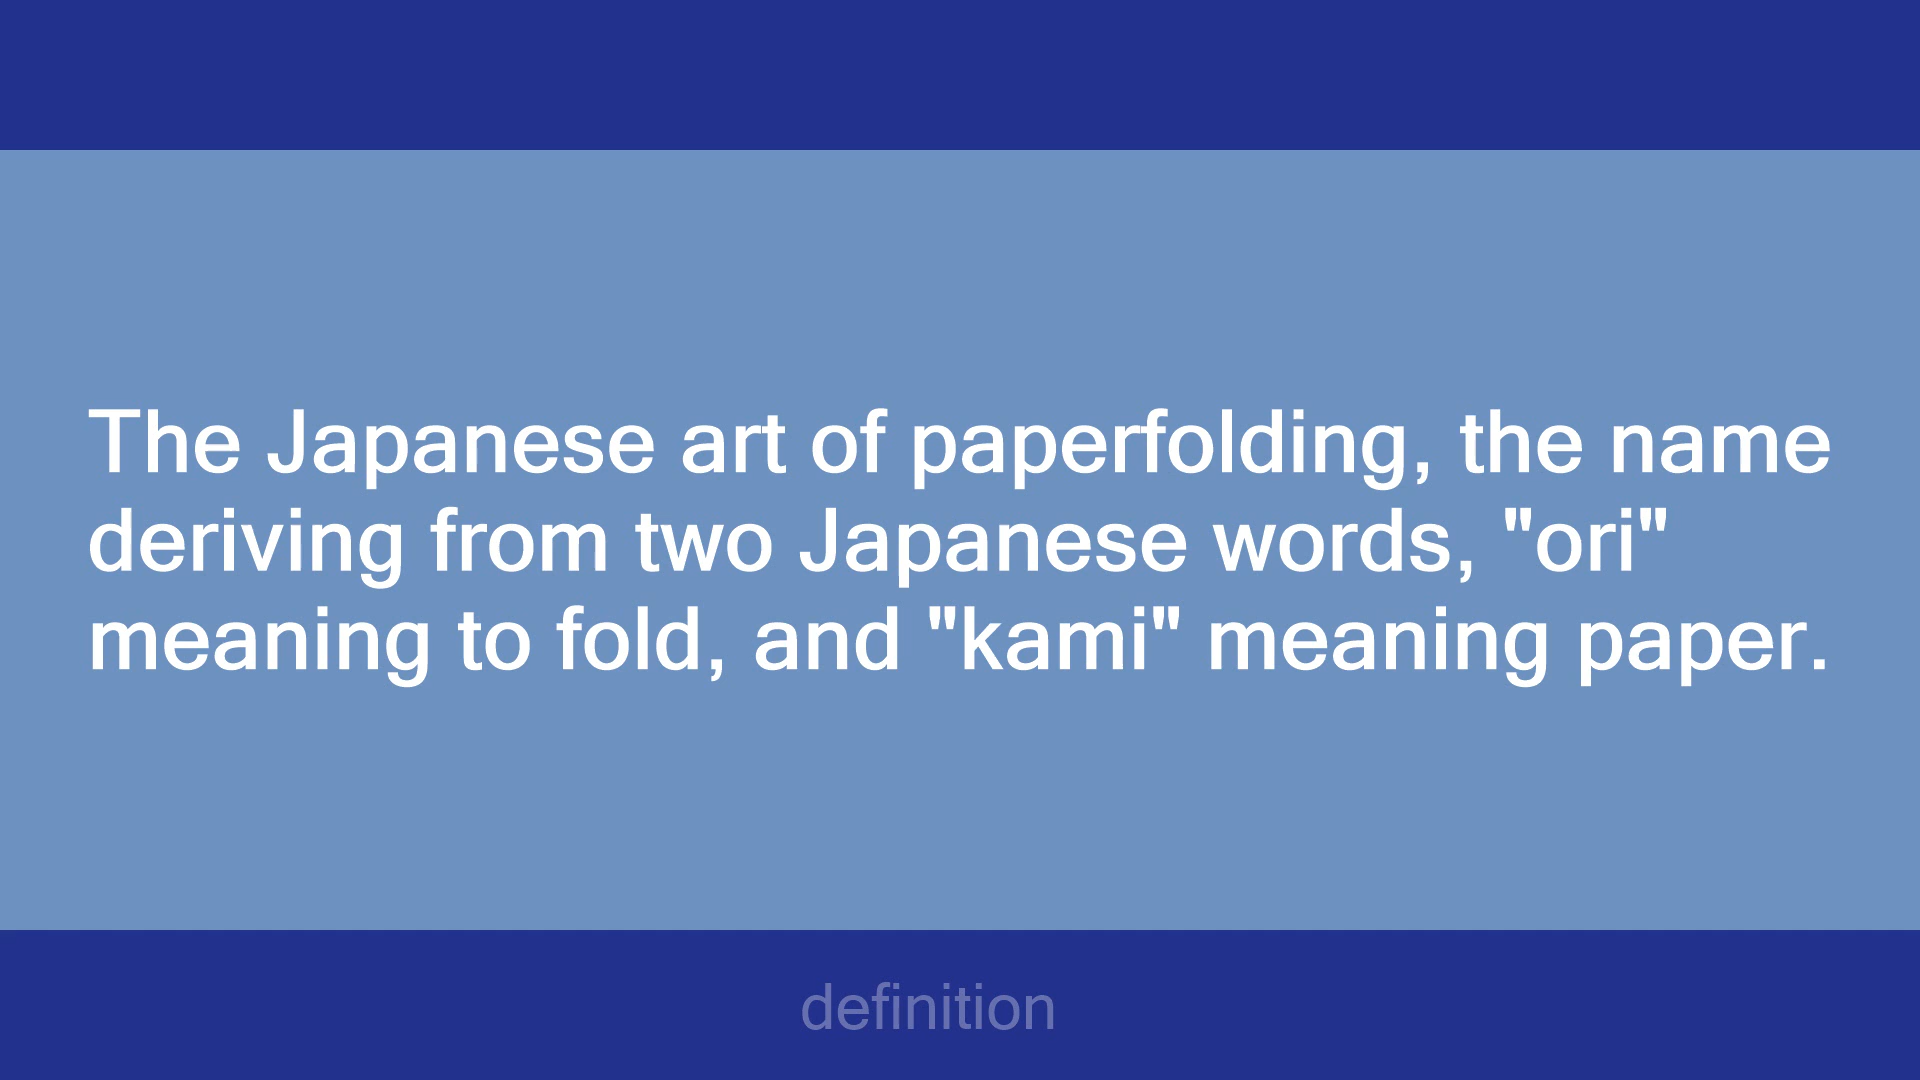 The Japanese art of paperfolding, the name
deriving from two Japanese words, "ori"
meaning to fold, and "kami" meaning paper.
definition